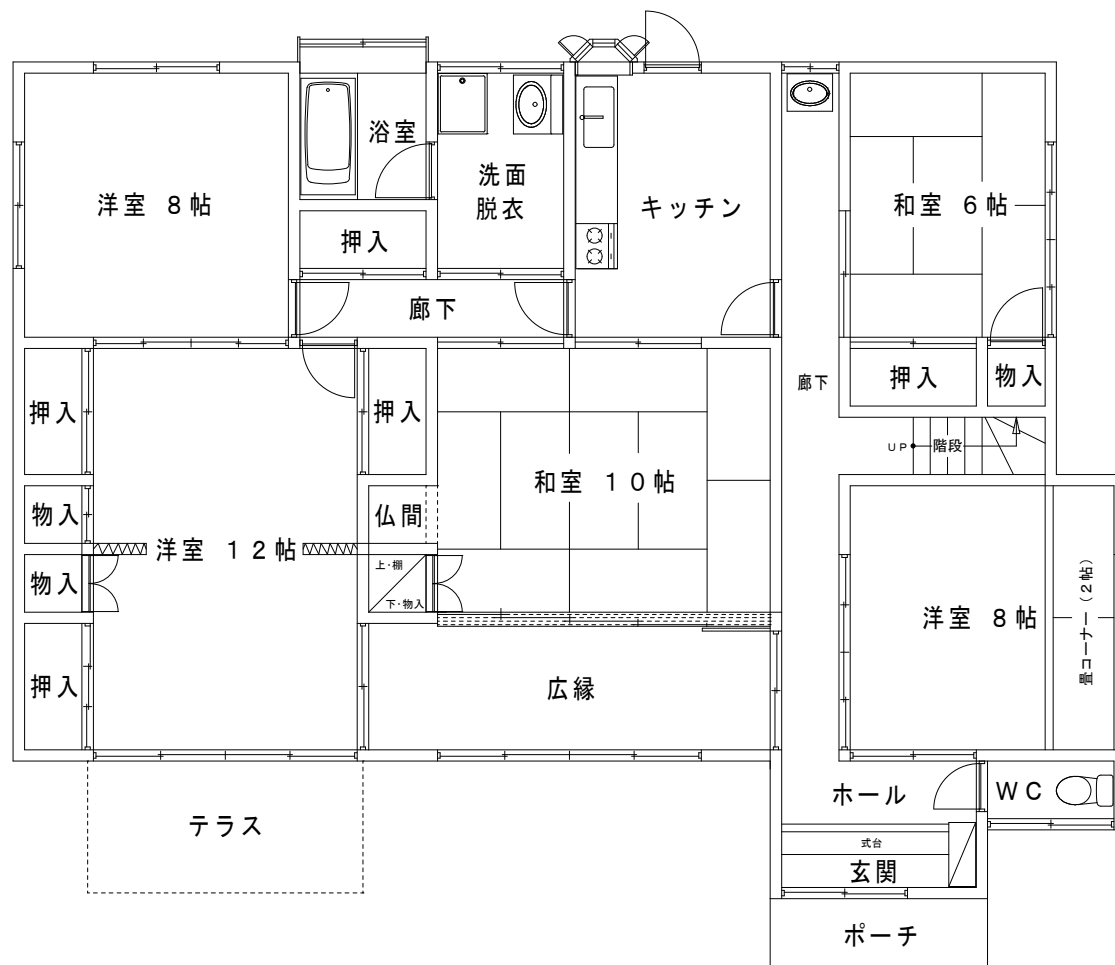 浴室
洗面
脱衣
洋室 8帖
キッチン
和室 6帖
押入
廊下
廊下
押入
物入
押入
押入
UP
階段
和室 10帖
物入
仏間
洋室 12帖
上・棚
下・物入
物入
洋室 8帖
畳コーナー(2帖)
押入
広縁
ホール
WC
テラス
式台
玄関
ポーチ